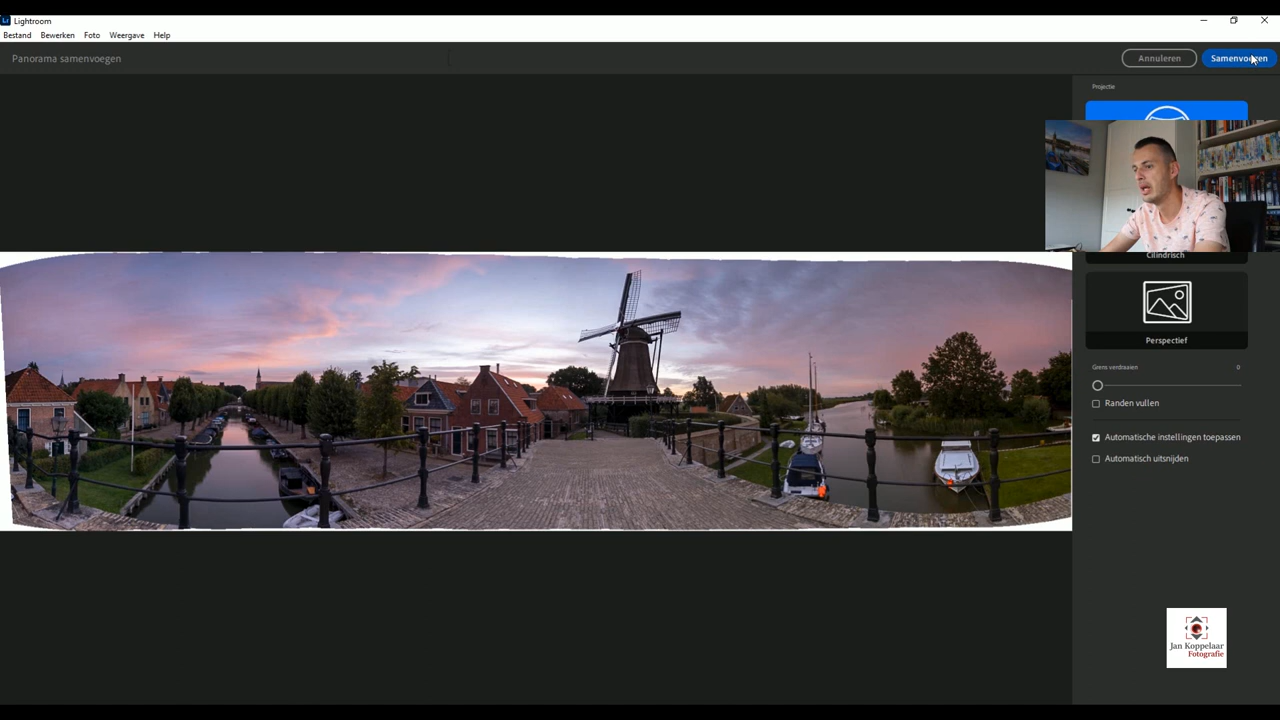 Lr Lightroom
Bestand Bewerken Foto Weergave Help
Panorama samenvoegen
Annuleren
Samenvoegen
Projectie
Cilindrisch
Perspectief
Grens verdraaien 0
Randen vullen
Automatische instellingen toepassen
Automatisch uitsnijden
Jan Koppelaar
Fotografie